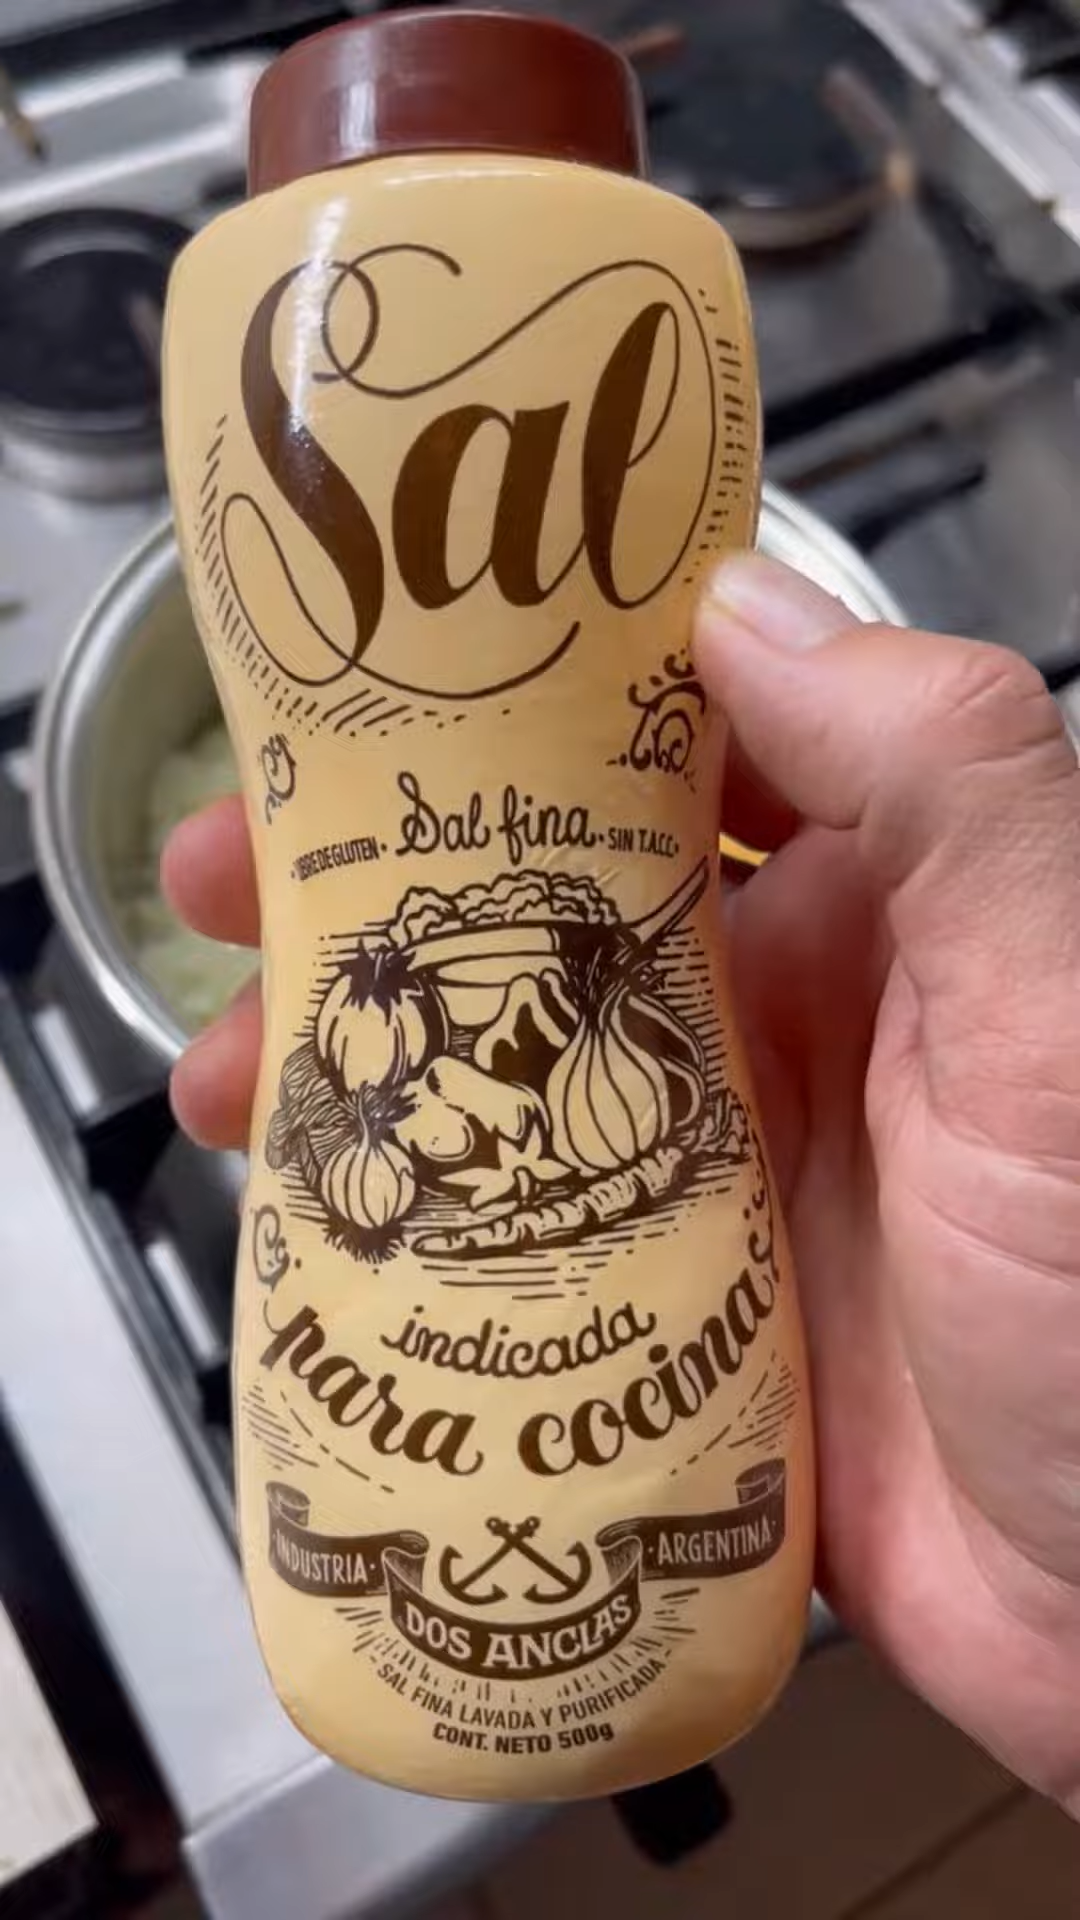 Sal
•LIBRE DE GLUTEN• Sal fina •SIN T.A.C.C•
indicada
para cocinar
INDUSTRIA• •ARGENTINA•
DOS ANCLAS
- SAL FINA LAVADA Y PURIFICADA -
CONT. NETO 500g